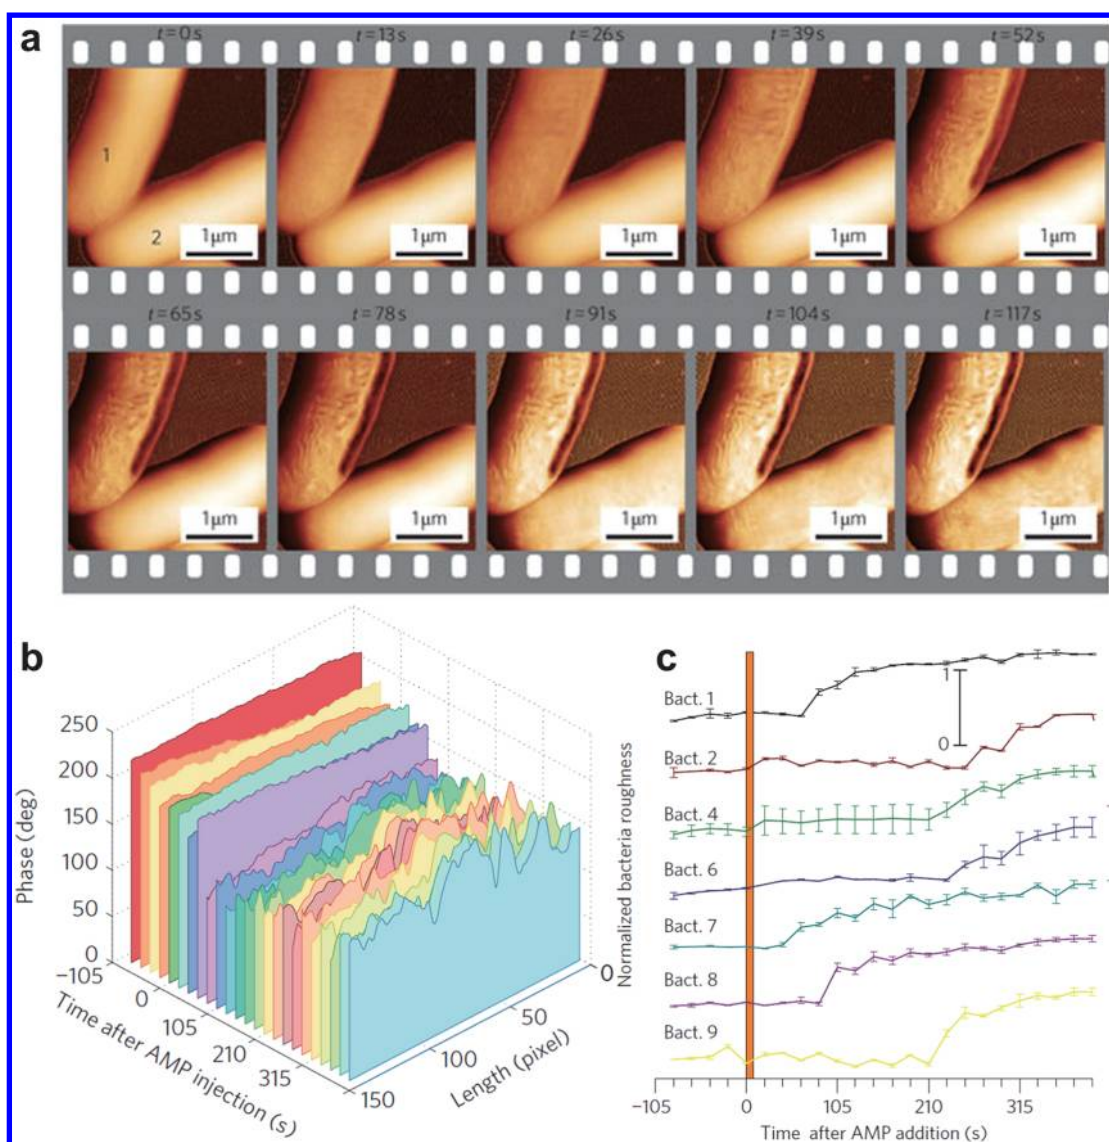 a
t=0s t=13s t=26s t=39s t=52s
1
2
1μm 1μm 1μm 1μm 1μm
t=65s t=78s t=91s t=104s t=117s
1μm 1μm 1μm 1μm 1μm
b
Phase (deg)
250
200
150
100
50
0
−105
0
105
210
315
Time after AMP injection (s)
150
100
50
0
Length (pixel)
c
Normalized bacteria roughness
Bact. 1
1
0
Bact. 2
Bact. 4
Bact. 6
Bact. 7
Bact. 8
Bact. 9
-105 0 105 210 315
Time after AMP addition (s)